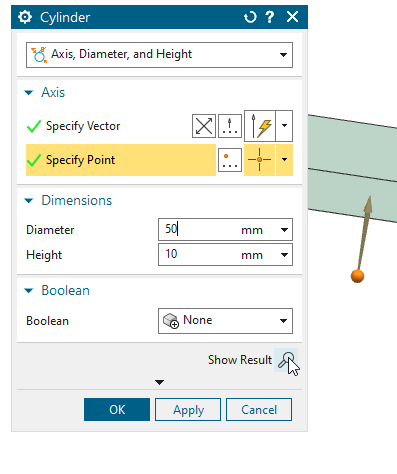 Cylinder
Axis, Diameter, and Height
Axis
Specify Vector
Specify Point
Dimensions
Diameter 50 mm
Height 10 mm
Boolean
Boolean None
Show Result
OK Apply Cancel